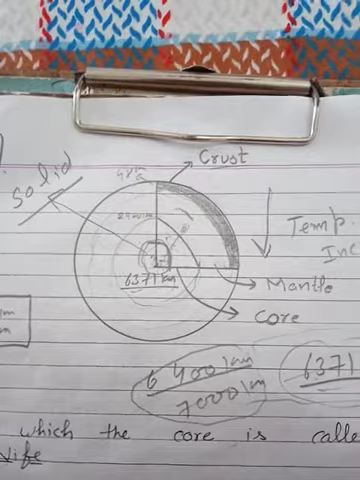 Crust
solid
Temp.
Inc
6371 km
Mantle
Core
6400 km
6371
7000 km
which the core is calle
Nife